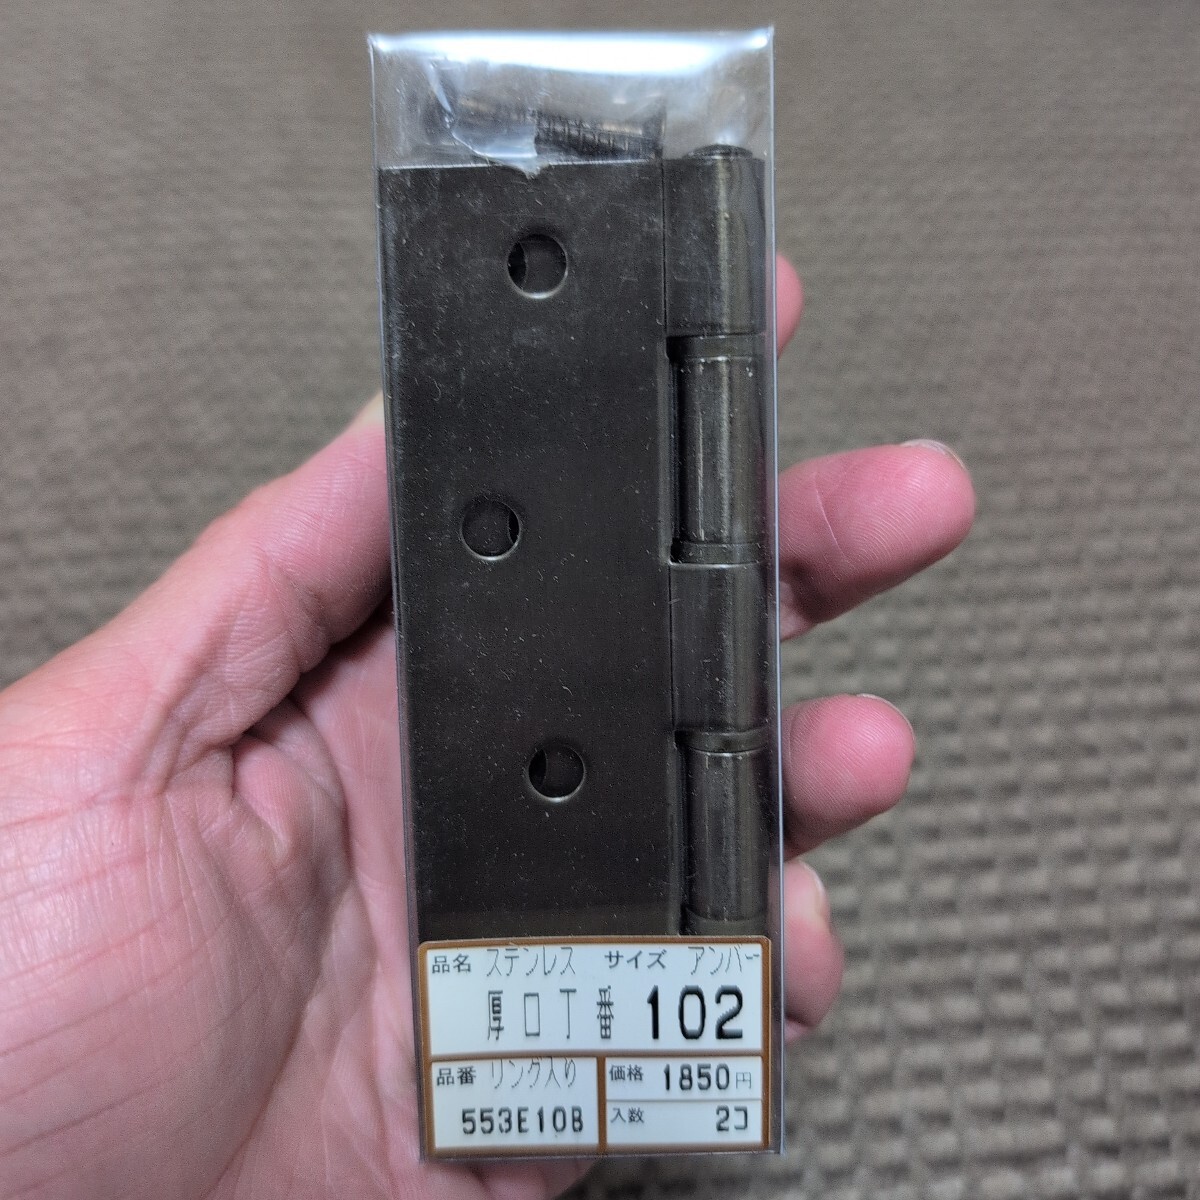 品名 ステンレス サイズ アンバー
厚口丁番 102
品番 リング入り 価格 1850円
553E10B 入数 2コ